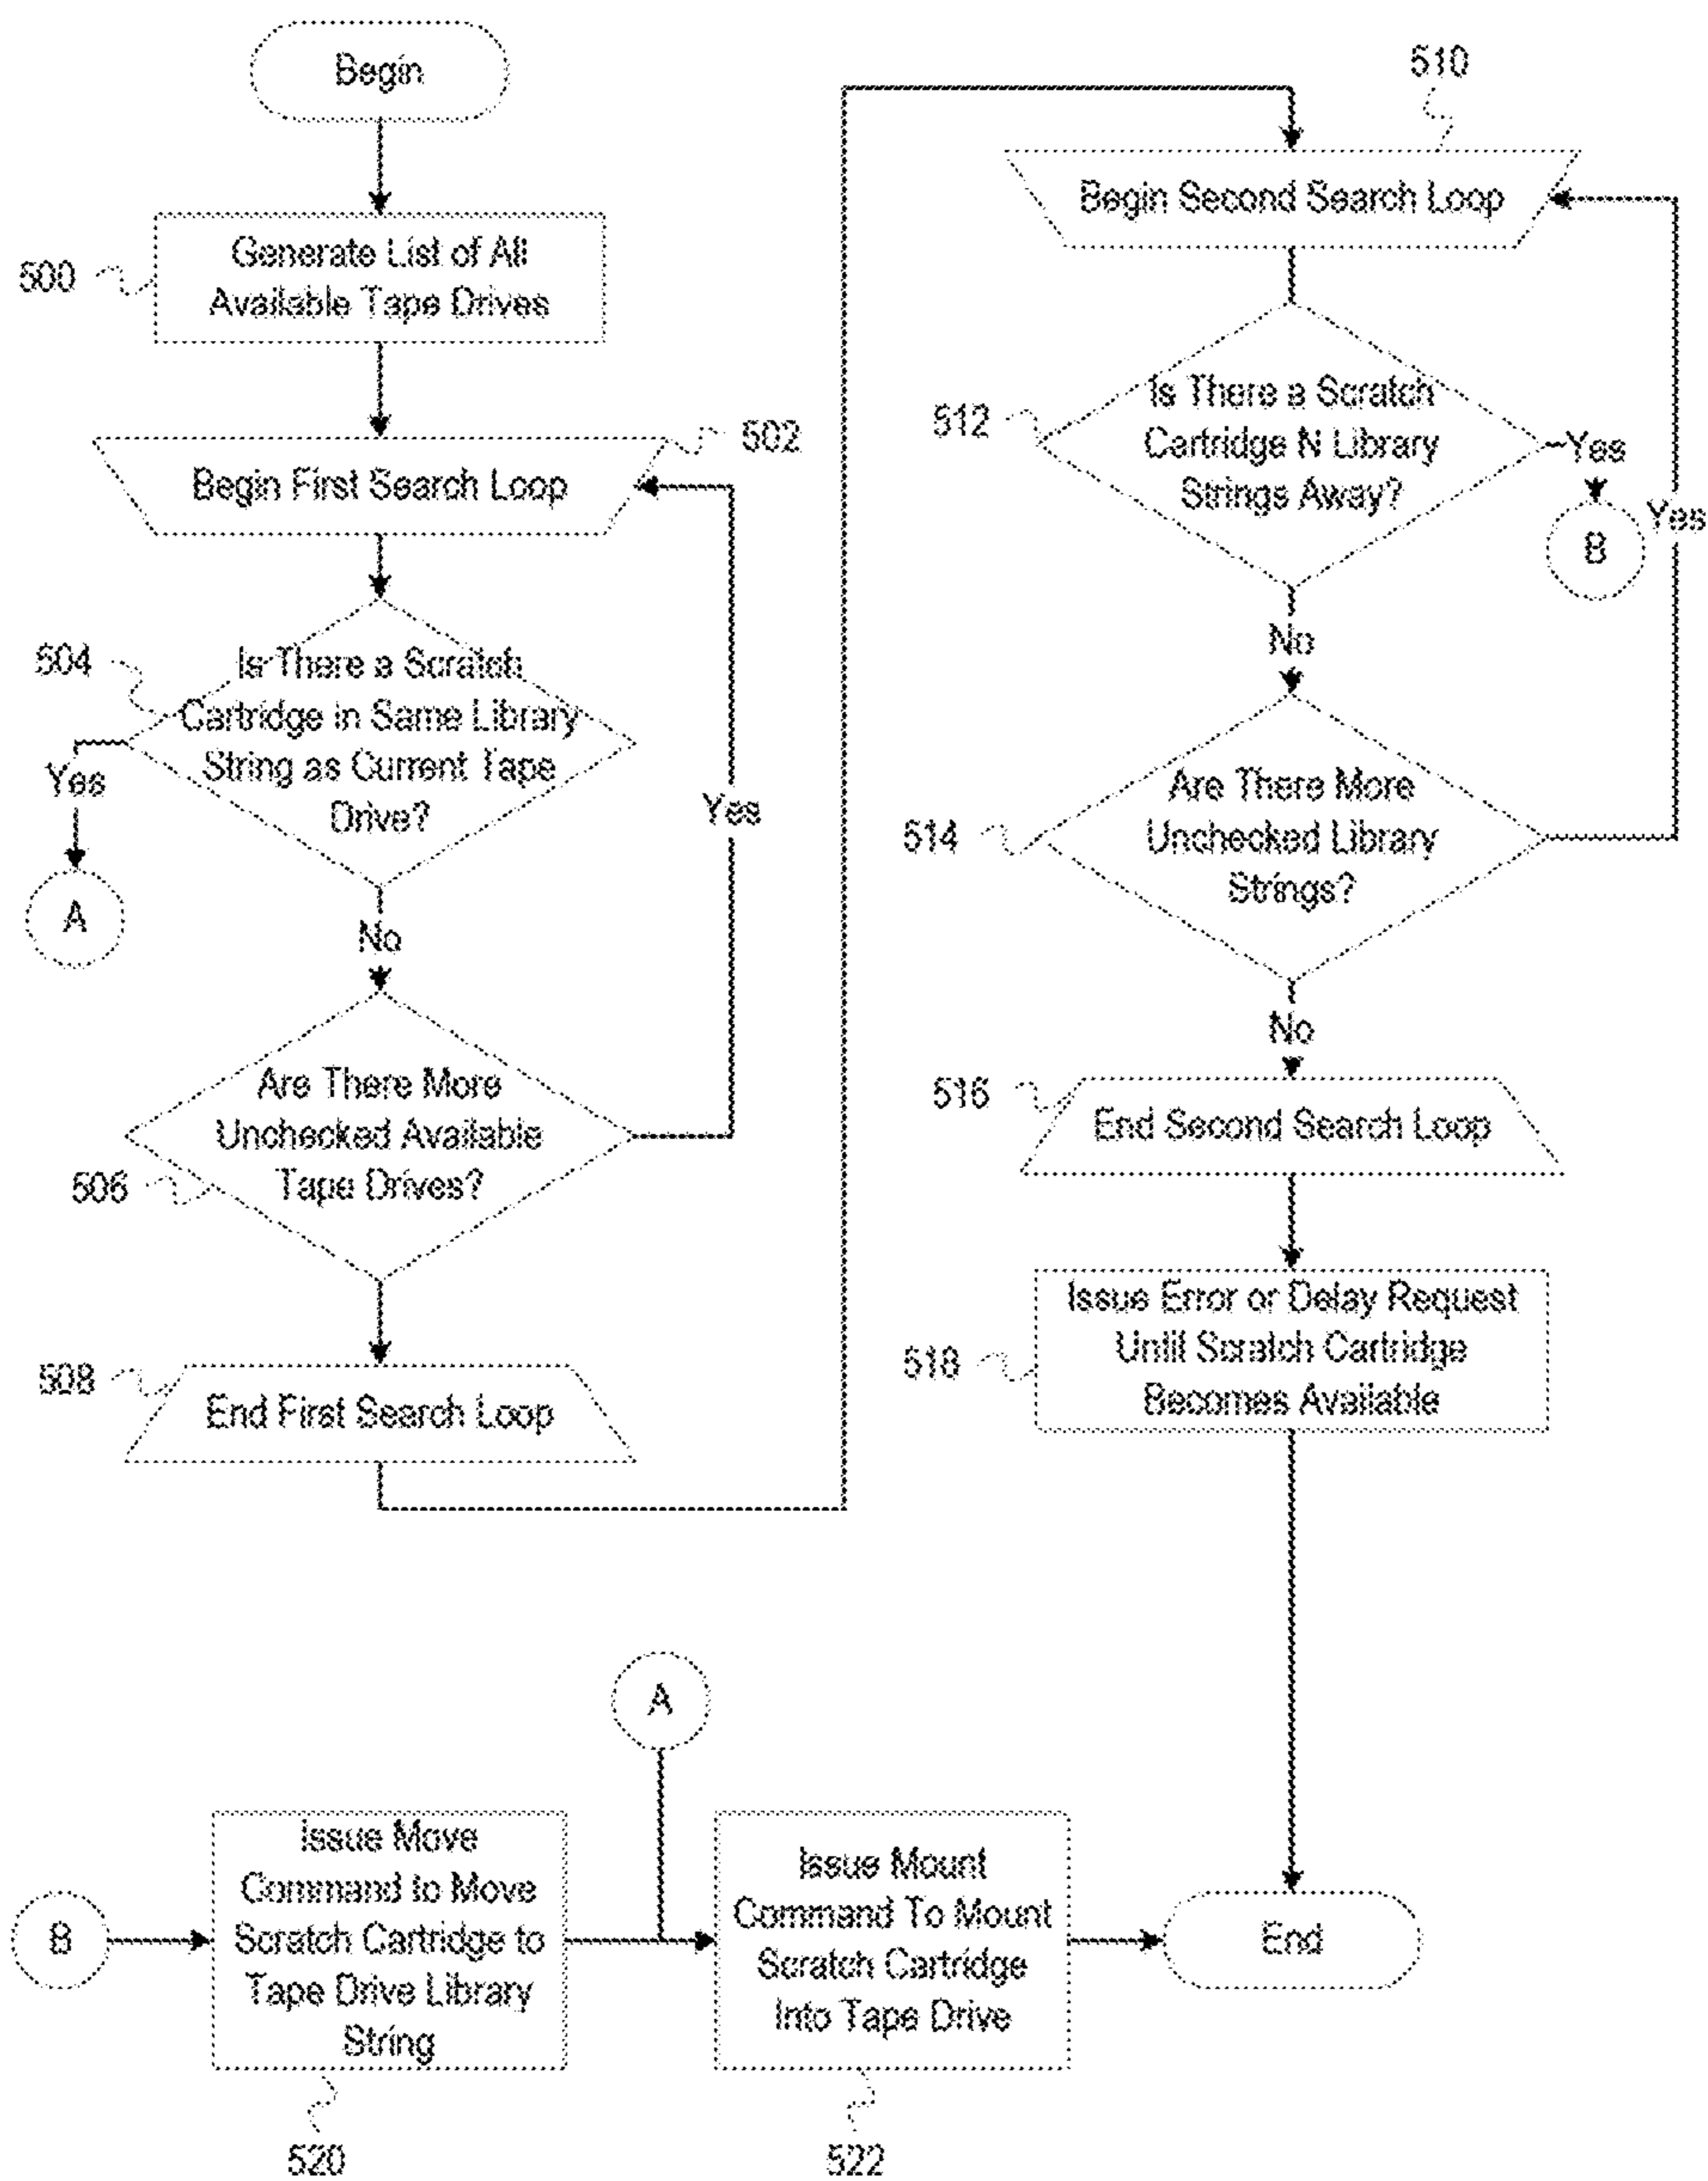 Begin
500
Generate List of All
Available Tape Drives
502
Begin First Search Loop
504
Is There a Scratch
Cartridge in Same Library
String as Current Tape
Drive?
Yes
A
No
Yes
506
Are There More
Unchecked Available
Tape Drives?
508
End First Search Loop
510
Begin Second Search Loop
512
Is There a Scratch
Cartridge N Library
Strings Away?
Yes
B
Yes
No
514
Are There More
Unchecked Library
Strings?
No
516
End Second Search Loop
518
Issue Error or Delay Request
Until Scratch Cartridge
Becomes Available
A
B
Issue Move
Command to Move
Scratch Cartridge to
Tape Drive Library
String
520
Issue Mount
Command To Mount
Scratch Cartridge
Into Tape Drive
522
End